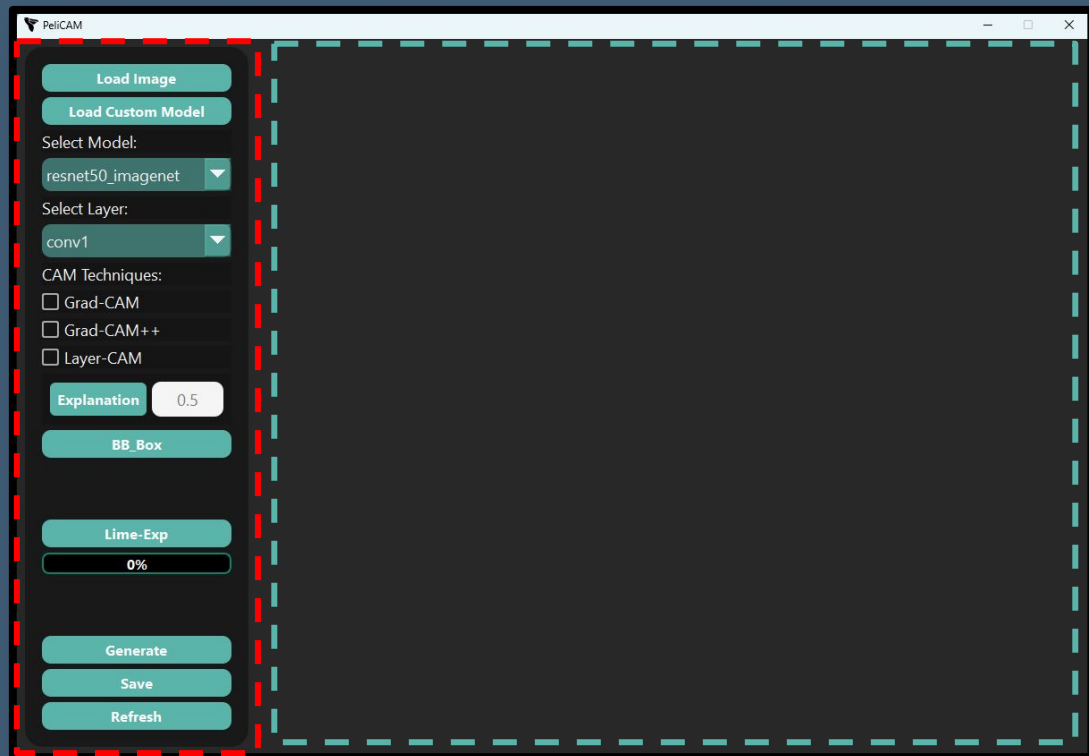 PeliCAM
Load Image
Load Custom Model
Select Model:
resnet50_imagenet
Select Layer:
conv1
CAM Techniques:
Grad-CAM
Grad-CAM++
Layer-CAM
Explanation 0.5
BB_Box
Lime-Exp
0%
Generate
Save
Refresh